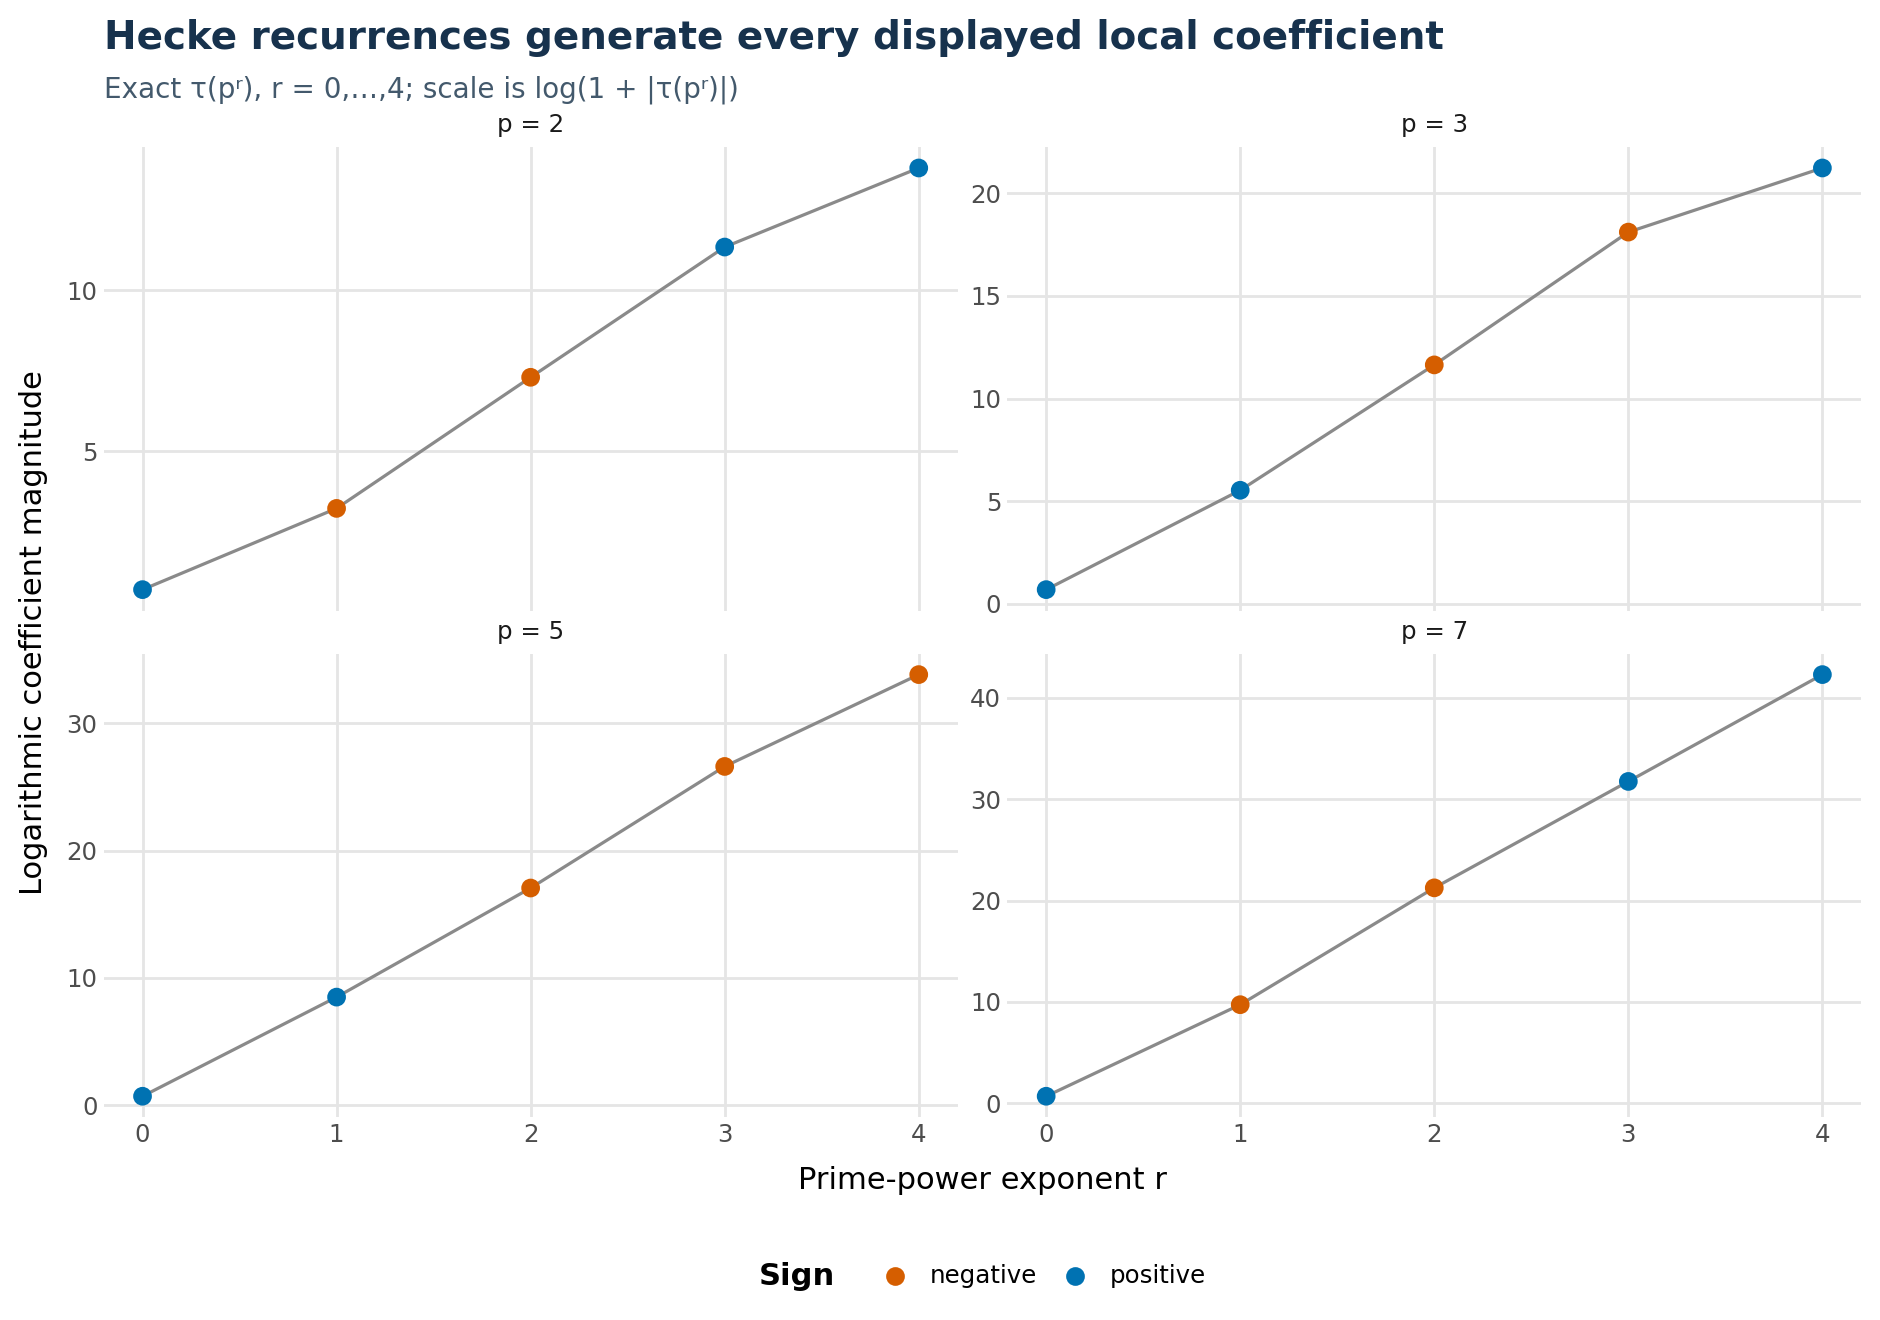 Hecke recurrences generate every displayed local coefficient
Exact τ(pʳ), r = 0,…,4; scale is log(1 + |τ(pʳ)|)
p = 2
p = 3
10
5
20
15
10
5
0
p = 5
p = 7
30
20
10
0
40
30
20
10
0
0 1 2 3 4
0 1 2 3 4
Logarithmic coefficient magnitude
Prime-power exponent r
Sign negative positive